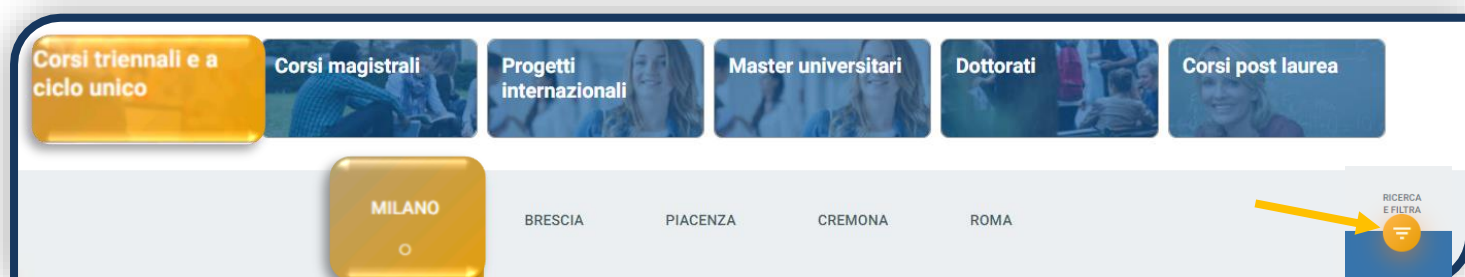 Corsi triennali e a
ciclo unico
Corsi magistrali
Progetti
internazionali
Master universitari
Dottorati
Corsi post laurea
MILANO
BRESCIA
PIACENZA
CREMONA
ROMA
RICERCA
E FILTRA